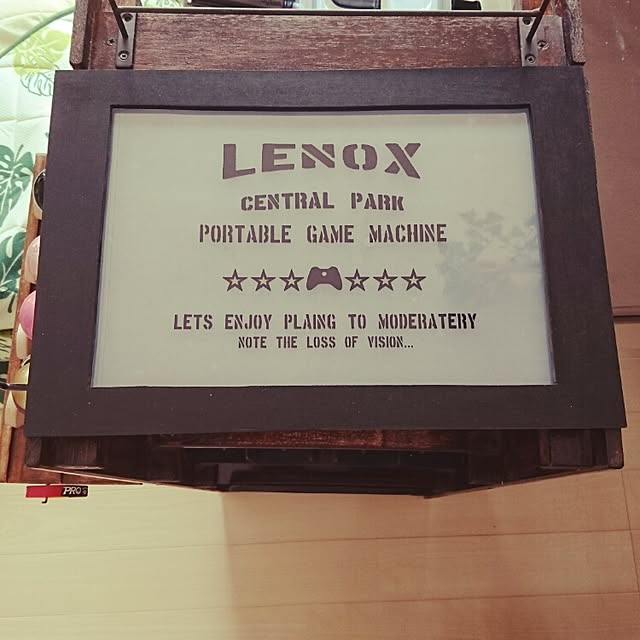 LENOX
CENTRAL PARK
PORTABLE GAME MACHINE
LETS ENJOY PLAING TO MODERATERY
NOTE THE LOSS OF VISION...
PRO